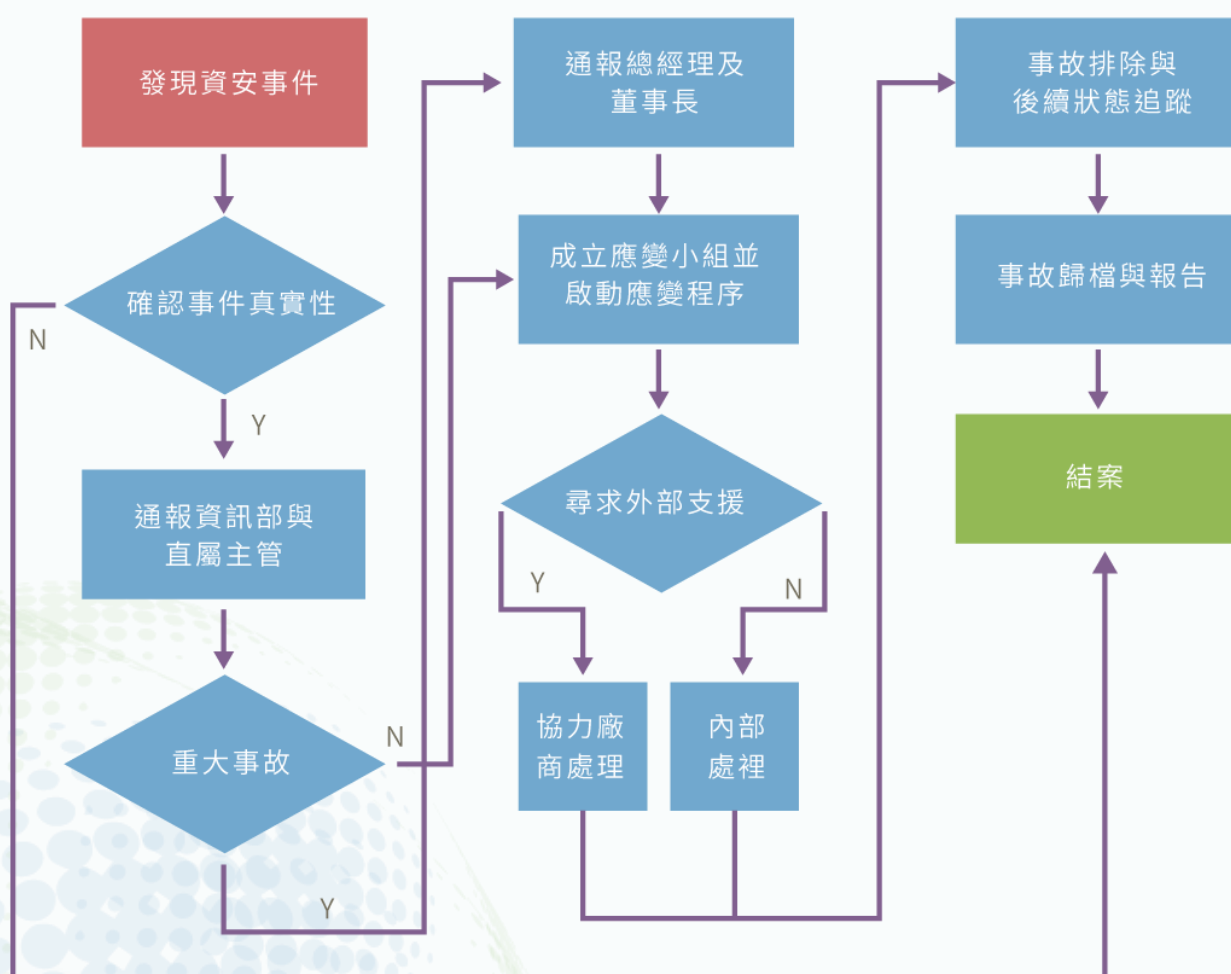 發現資安事件
確認事件真實性
N
Y
通報資訊部與
直屬主管
重大事故
N
Y
通報總經理及
董事長
成立應變小組並
啟動應變程序
尋求外部支援
Y
N
協力廠
商處理
內部
處裡
事故排除與
後續狀態追蹤
事故歸檔與報告
結案